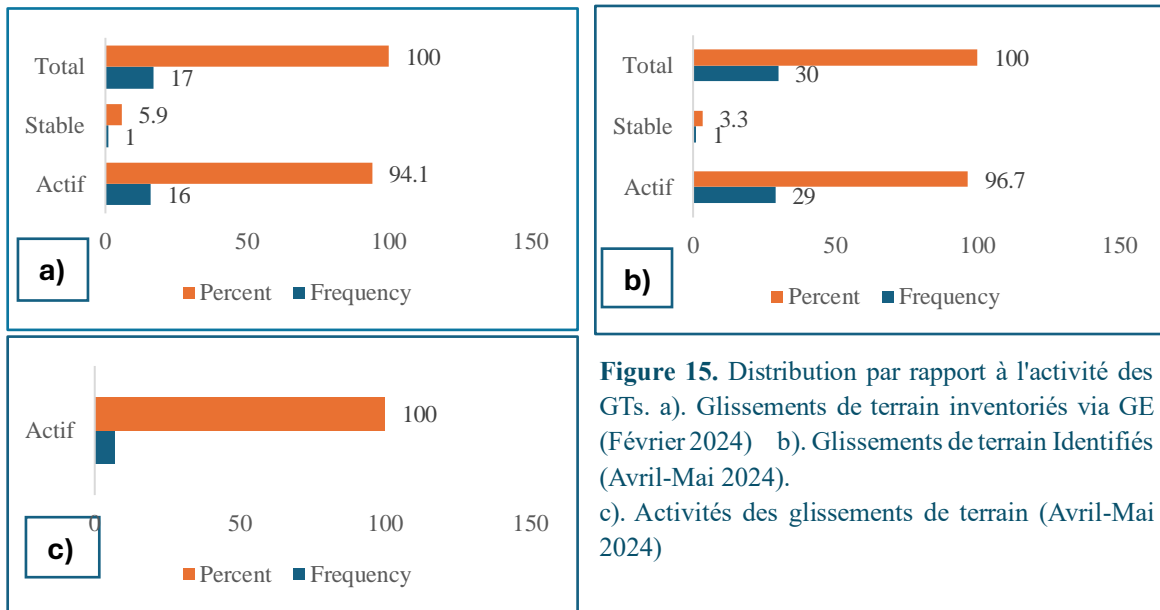 Total
100
17
Stable
5.9
1
Actif
94.1
16
0 50 100 150
a)
Percent Frequency
Total
100
30
Stable
3.3
1
Actif
96.7
29
0 50 100 150
b)
Percent Frequency
Actif
100
0 50 100 150
c)
Percent Frequency
Figure 15. Distribution par rapport à l'activité des
GTs. a). Glissements de terrain inventoriés via GE
(Février 2024) b). Glissements de terrain Identifiés
(Avril-Mai 2024).
c). Activités des glissements de terrain (Avril-Mai
2024)